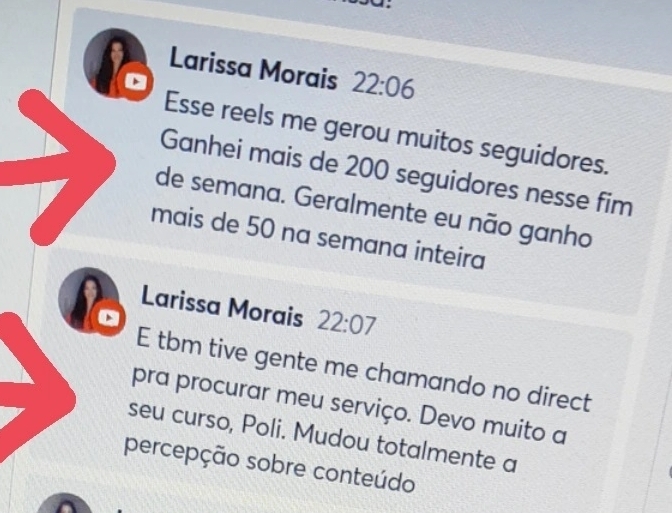 Larissa Morais 22:06
Esse reels me gerou muitos seguidores.
Ganhei mais de 200 seguidores nesse fim
de semana. Geralmente eu não ganho
mais de 50 na semana inteira
Larissa Morais 22:07
E tbm tive gente me chamando no direct
pra procurar meu serviço. Devo muito a
seu curso, Poli. Mudou totalmente a
percepção sobre conteúdo